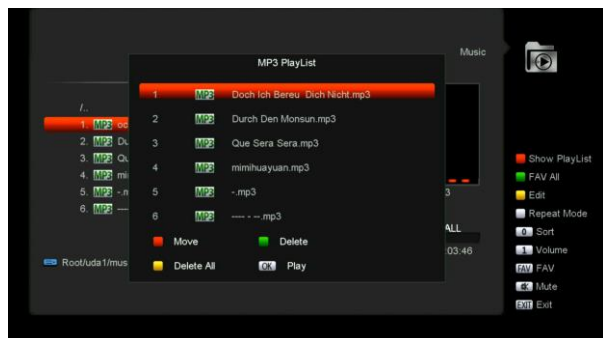 Music
MP3 PlayList
1 MP3 Doch Ich Bereu Dich Nicht.mp3
2 MP3 Durch Den Monsun.mp3
3 MP3 Que Sera Sera.mp3
4 MP3 mimihuayuan.mp3
5 MP3 -.mp3
6 MP3 ---- - --.mp3
Move Delete
Delete All OK Play
/..
1. MP3 oc
2. MP3 Du
3. MP3 Qu
4. MP3 mi
5. MP3 -.n
6. MP3 ---
3
ALL
03:46
Root/uda1/mus
Show PlayList
FAV All
Edit
Repeat Mode
0 Sort
1 Volume
FAV FAV
Mute
EXIT Exit